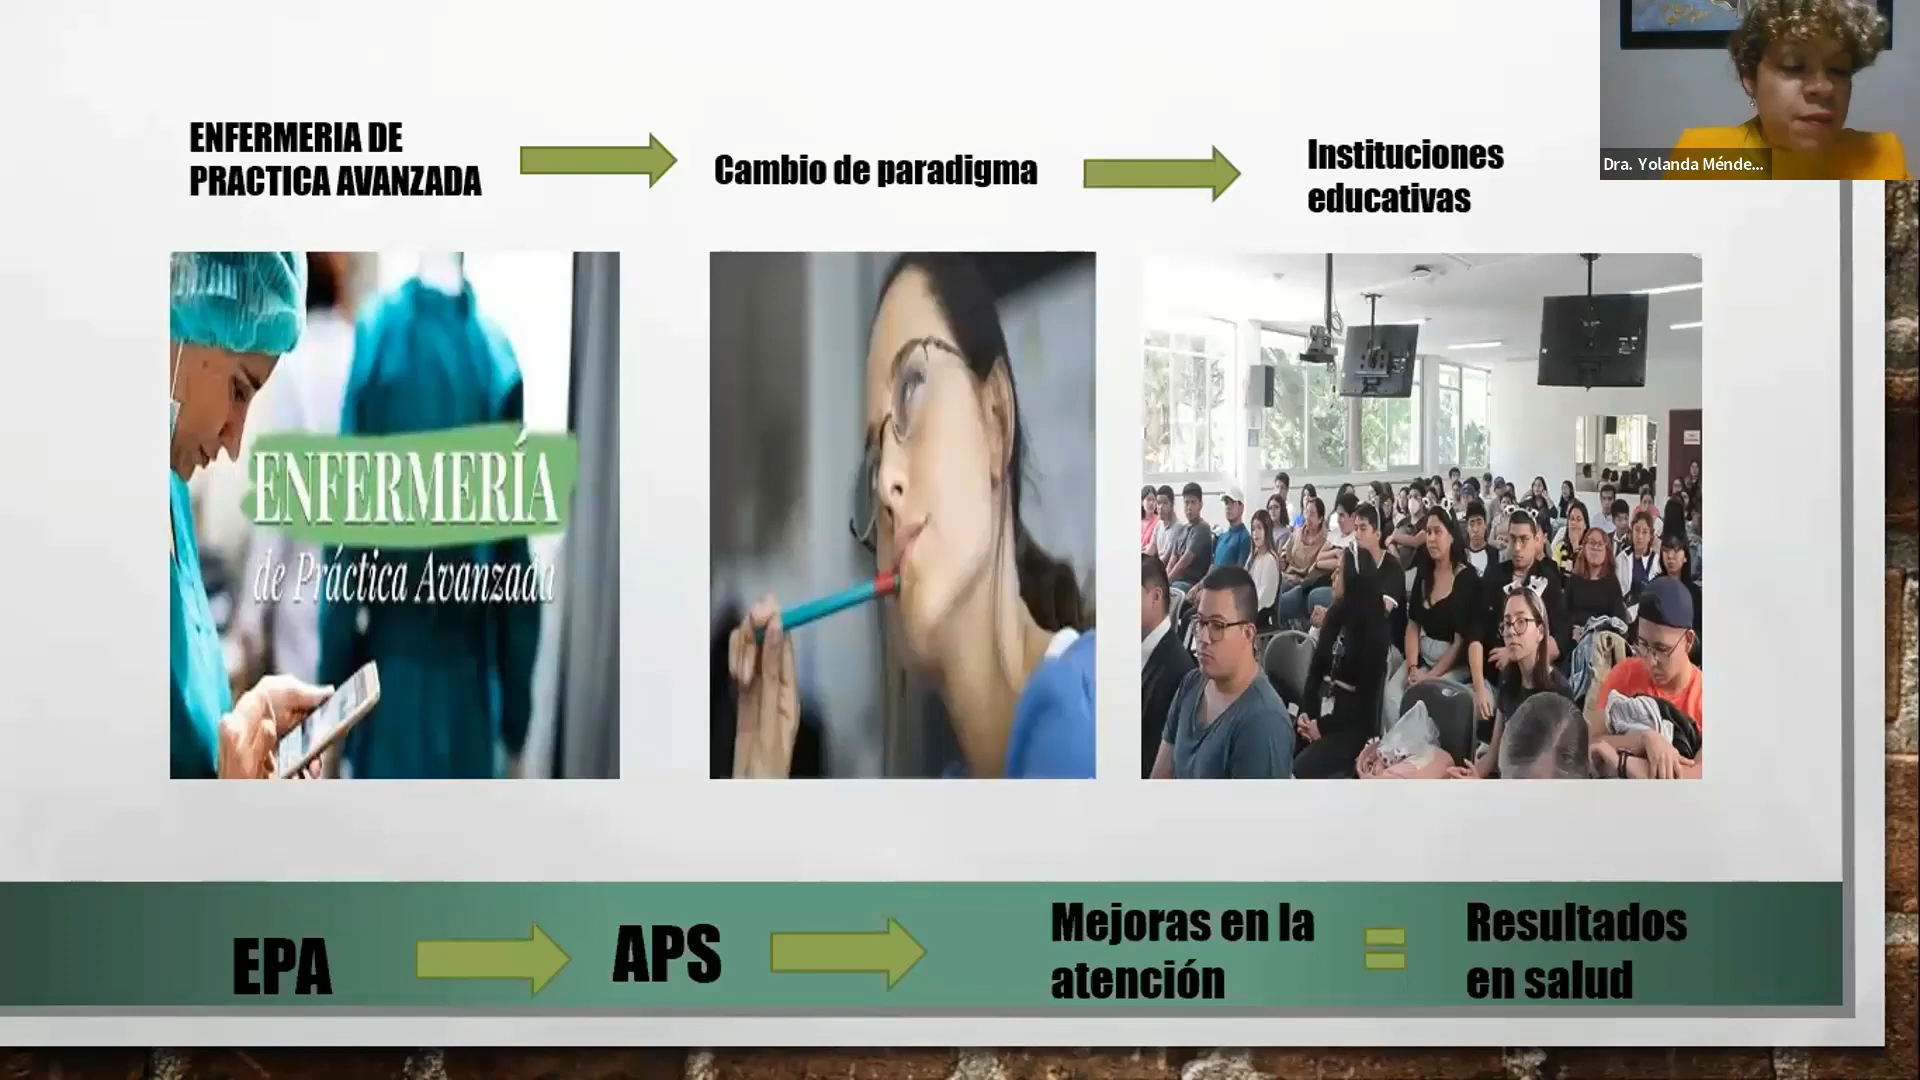 ENFERMERIA DE
PRACTICA AVANZADA
Cambio de paradigma
Instituciones
educativas
Dra. Yolanda Ménde...
ENFERMERÍA
de Práctica Avanzada
EPA
APS
Mejoras en la
atención
=
Resultados
en salud